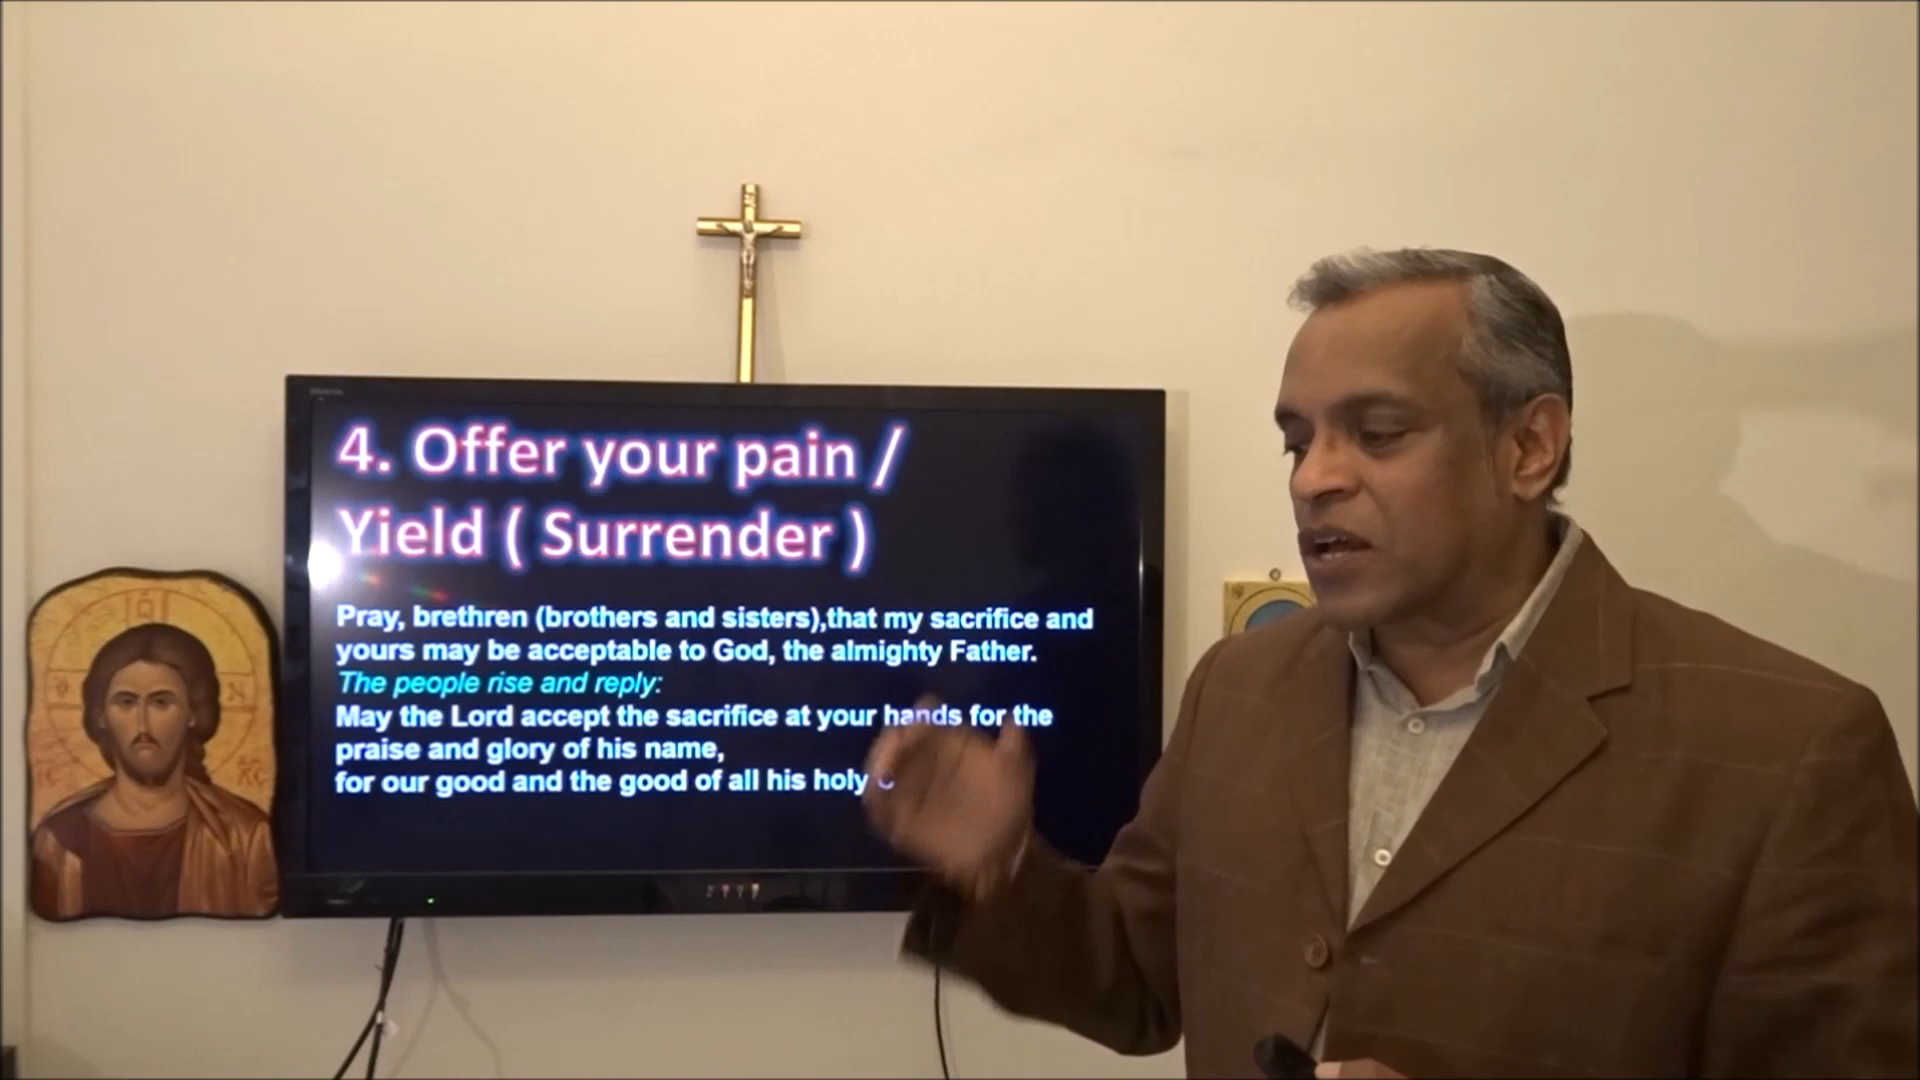 4. Offer your pain /
Yield ( Surrender )
Pray, brethren (brothers and sisters),that my sacrifice and
yours may be acceptable to God, the almighty Father.
The people rise and reply:
May the Lord accept the sacrifice at your hands for the
praise and glory of his name,
for our good and the good of all his holy